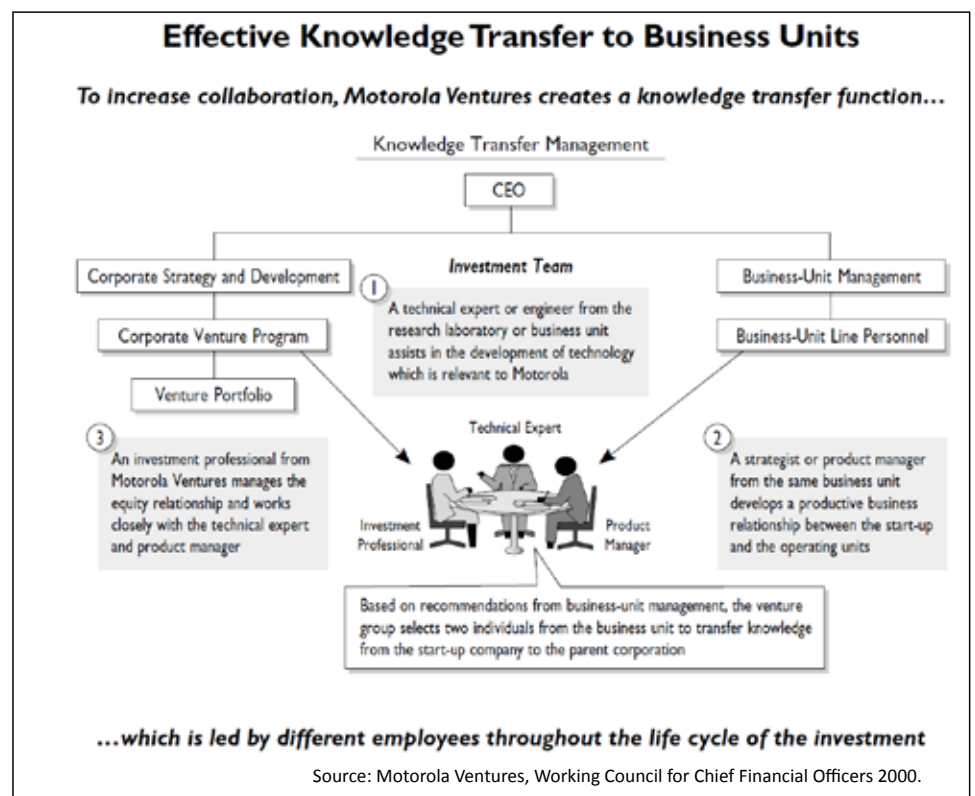 Effective Knowledge Transfer to Business Units
To increase collaboration, Motorola Ventures creates a knowledge transfer function…
Knowledge Transfer Management
CEO
Corporate Strategy and Development
Investment Team
Business-Unit Management
1
A technical expert or engineer from the
research laboratory or business unit
assists in the development of technology
which is relevant to Motorola
Corporate Venture Program
Business-Unit Line Personnel
Venture Portfolio
Technical Expert
3
An investment professional from
Motorola Ventures manages the
equity relationship and works
closely with the technical expert
and product manager
2
A strategist or product manager
from the same business unit
develops a productive business
relationship between the start-up
and the operating units
Investment
Professional
Product
Manager
Based on recommendations from business-unit management, the venture
group selects two individuals from the business unit to transfer knowledge
from the start-up company to the parent corporation
…which is led by different employees throughout the life cycle of the investment
Source: Motorola Ventures, Working Council for Chief Financial Officers 2000.